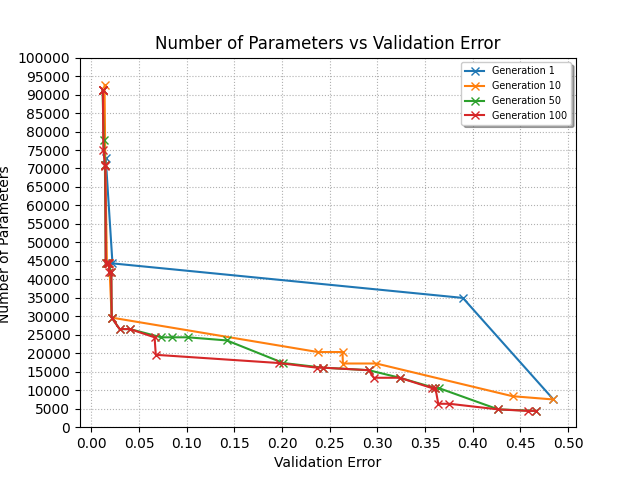 Number of Parameters vs Validation Error
Number of Parameters
100000
95000
90000
85000
80000
75000
70000
65000
60000
55000
50000
45000
40000
35000
30000
25000
20000
15000
10000
5000
0
Generation 1
Generation 10
Generation 50
Generation 100
0.00 0.05 0.10 0.15 0.20 0.25 0.30 0.35 0.40 0.45 0.50
Validation Error